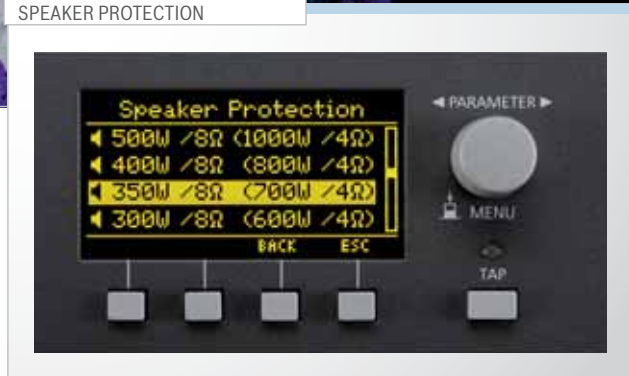 SPEAKER PROTECTION
Speaker Protection
500W /8Ω (1000W /4Ω)
400W /8Ω (800W /4Ω)
350W /8Ω (700W /4Ω)
300W /8Ω (600W /4Ω)
BACK ESC
◄ PARAMETER ►
MENU
TAP